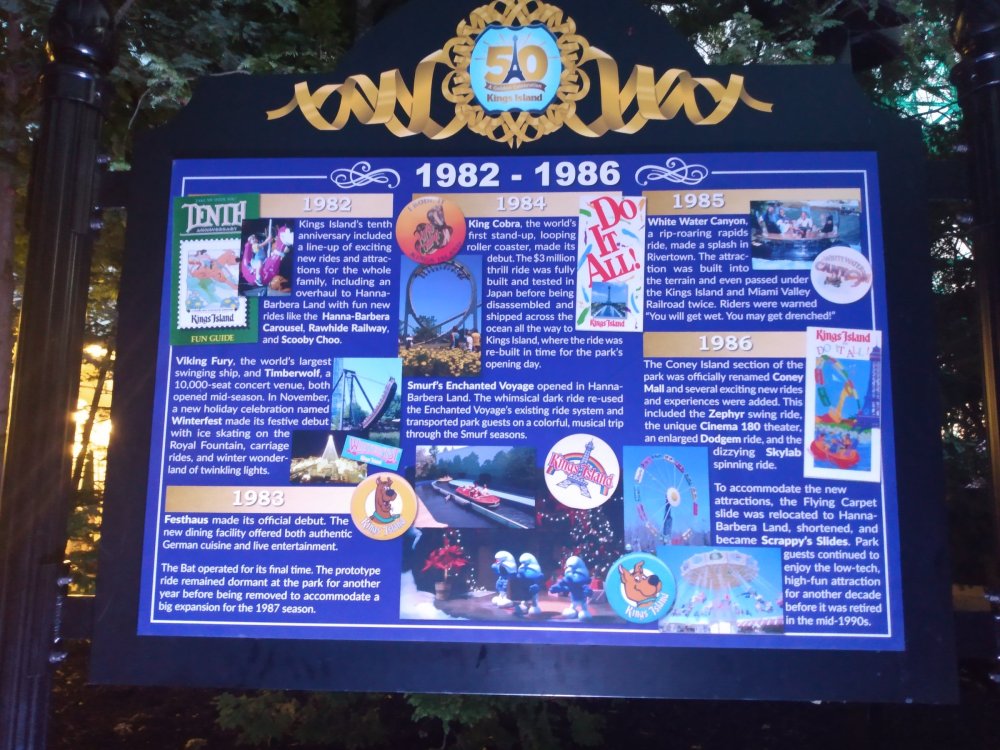 50
A Golden Celebration
Kings Island
1982 - 1986
TENTH
ANNIVERSARY
Kings Island
FUN GUIDE
1982
Kings Island's tenth
anniversary included
a line-up of exciting
new rides and attrac-
tions for the whole
family, including an
overhaul to Hanna-
Barbera Land with fun new
rides like the Hanna-Barbera
Carousel, Rawhide Railway,
and Scooby Choo.
Viking Fury, the world's largest
swinging ship, and Timberwolf, a
10,000-seat concert venue, both
opened mid-season. In November,
a new holiday celebration named
Winterfest made its festive debut
with ice skating on the
Royal Fountain, carriage
rides, and winter wonder-
land of twinkling lights.
1983
Festhaus made its official debut. The
new dining facility offered both authentic
German cuisine and live entertainment.
The Bat operated for its final time. The prototype
ride remained dormant at the park for another
year before being removed to accommodate a
big expansion for the 1987 season.
Kings Island
1984
King Cobra, the world's
first stand-up, looping
roller coaster, made its
debut. The $3 million
thrill ride was fully
built and tested in
Japan before being
disassembled and
shipped across the
ocean all the way to
Kings Island, where the ride was
re-built in time for the park's
opening day.
Smurf's Enchanted Voyage opened in Hanna-
Barbera Land. The whimsical dark ride re-used
the Enchanted Voyage's existing ride system and
transported park guests on a colorful, musical trip
through the Smurf seasons.
DO
IT
ALL!
Kings Island
Kings Island
Kings Island
1985
White Water Canyon,
a rip-roaring rapids
ride, made a splash in
Rivertown. The attrac-
tion was built into
the terrain and even passed under
the Kings Island and Miami Valley
Railroad twice. Riders were warned
"You will get wet. You may get drenched!"
WHITEWATER
CANYON
1986
The Coney Island section of the
park was officially renamed Coney
Mall and several exciting new rides
and experiences were added. This
included the Zephyr swing ride,
the unique Cinema 180 theater,
an enlarged Dodgem ride, and the
dizzying Skylab
spinning ride.
Kings Island
DO IT ALL!
To accommodate the new
attractions, the Flying Carpet
slide was relocated to Hanna-
Barbera Land, shortened, and
became Scrappy's Slides. Park
guests continued to
enjoy the low-tech,
high-fun attraction
for another decade
before it was retired
in the mid-1990s.